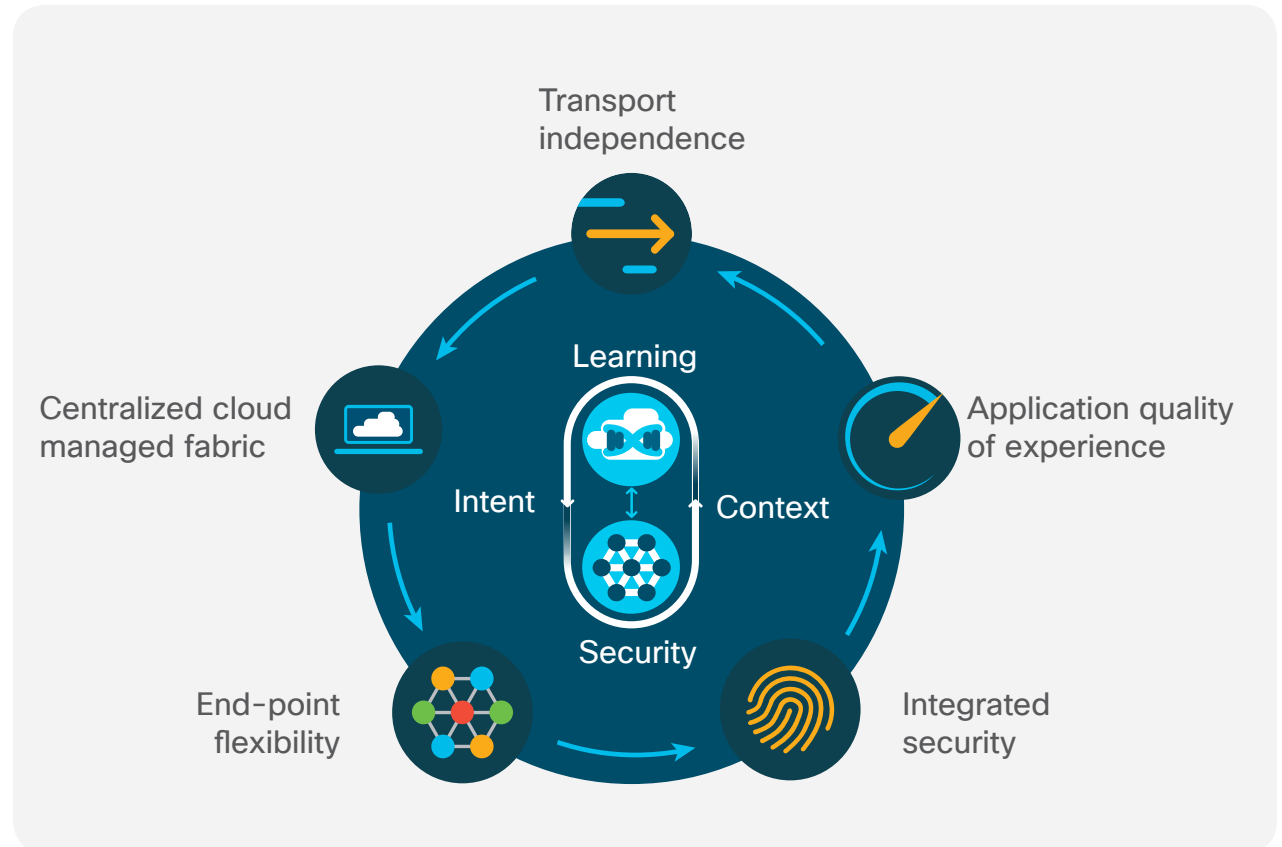 Transport
independence
Learning
Centralized cloud
managed fabric
Application quality
of experience
Intent
Context
Security
End-point
flexibility
Integrated
security